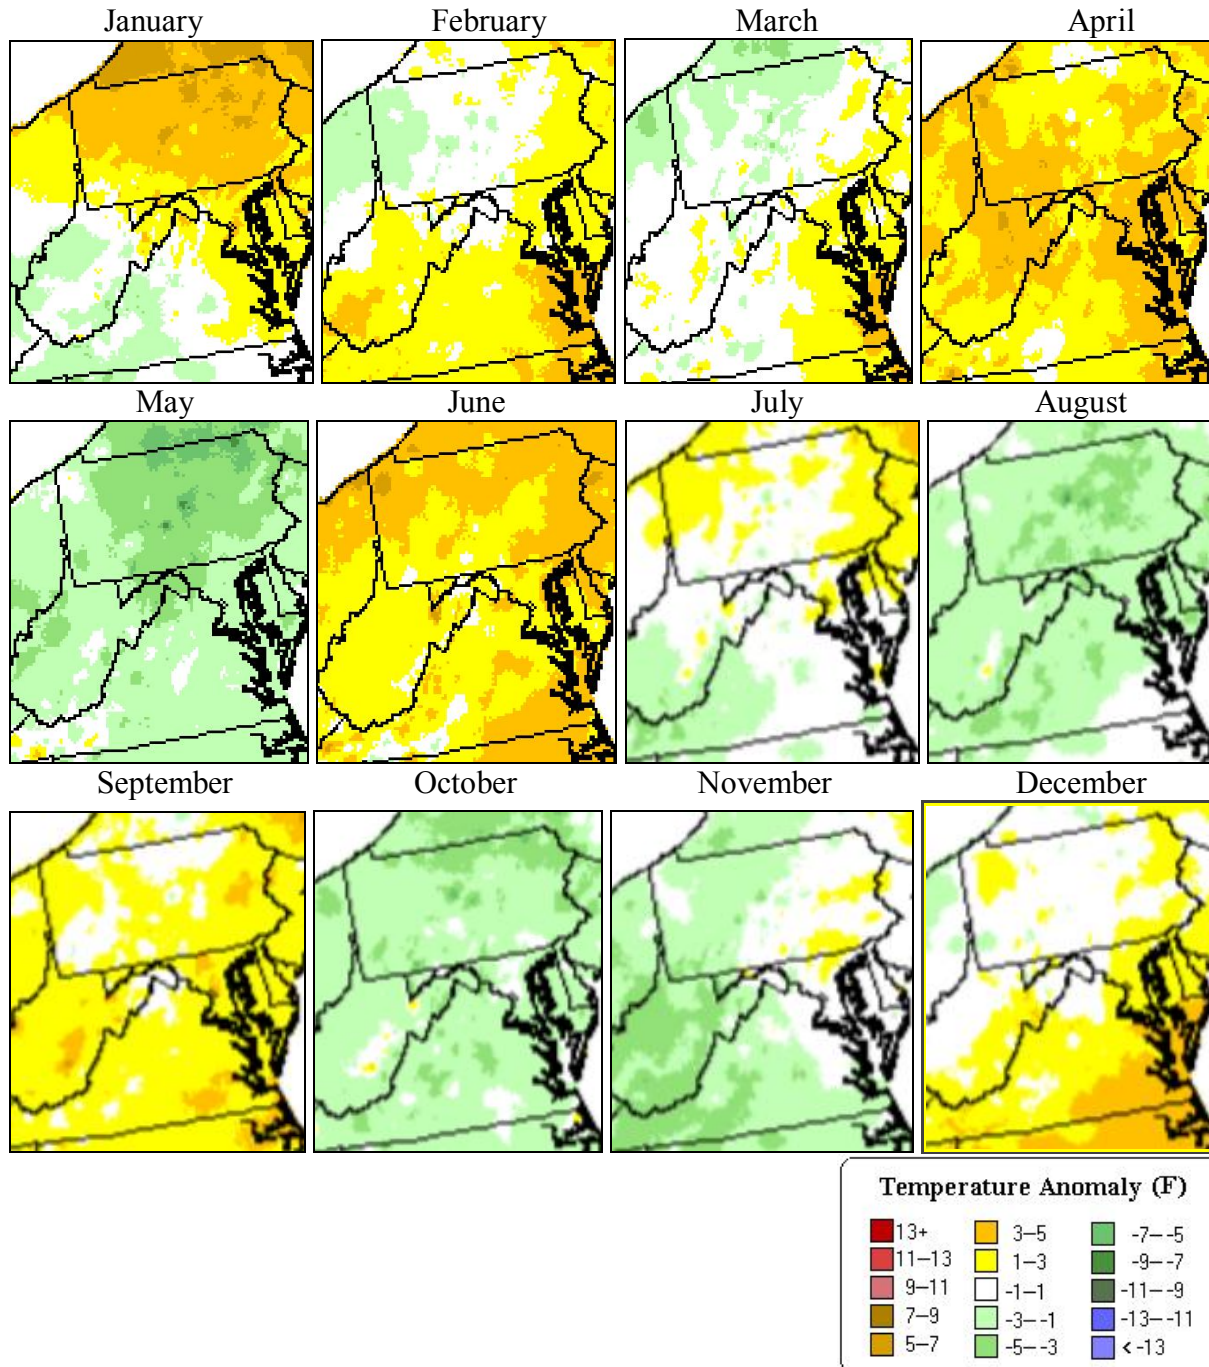 January February March April
May June July August
September October November December
Temperature Anomaly (F)
13+ 3–5 -7--5
11–13 1–3 -9--7
9–11 -1–1 -11--9
7–9 -3--1 -13--11
5–7 -5--3 <-13